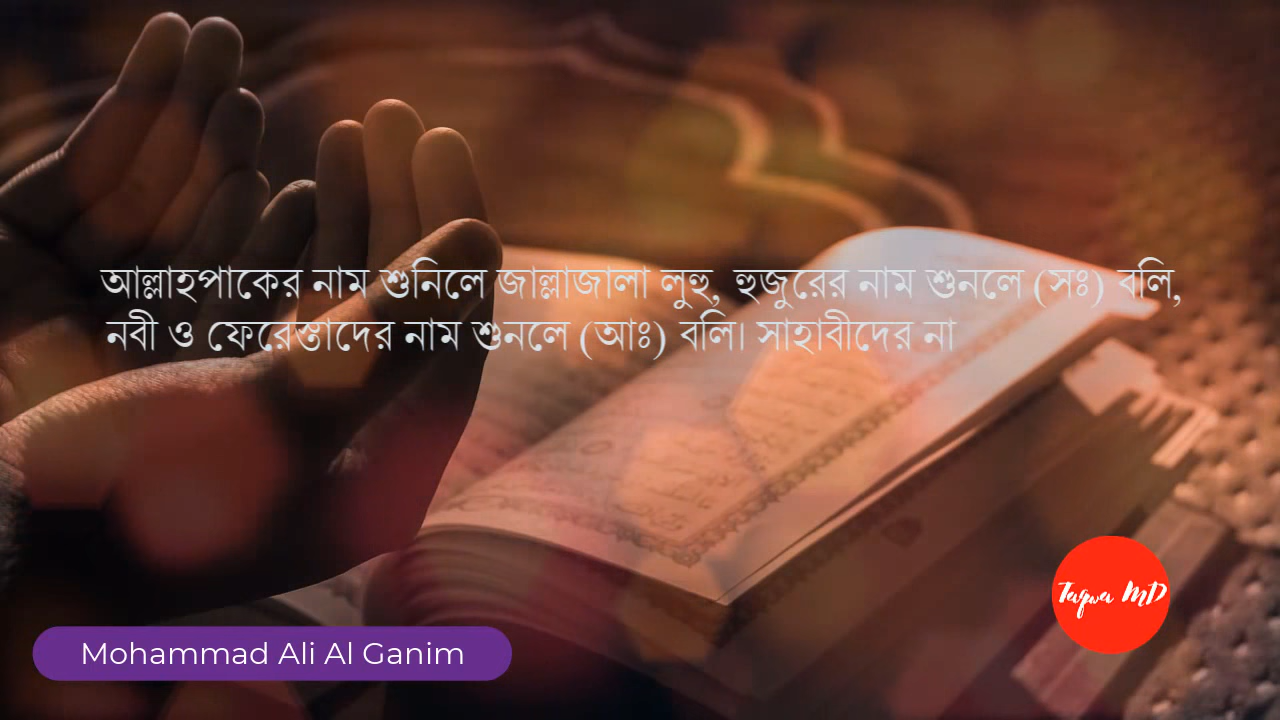 আল্লাহপাকের নাম শুনিলে জাল্লাজালা লুহু, হুজুরের নাম শুনলে (সঃ) বলি,
নবী ও ফেরেস্তাদের নাম শুনলে (আঃ) বলি। সাহাবীদের না
Taqwa MD
Mohammad Ali Al Ganim